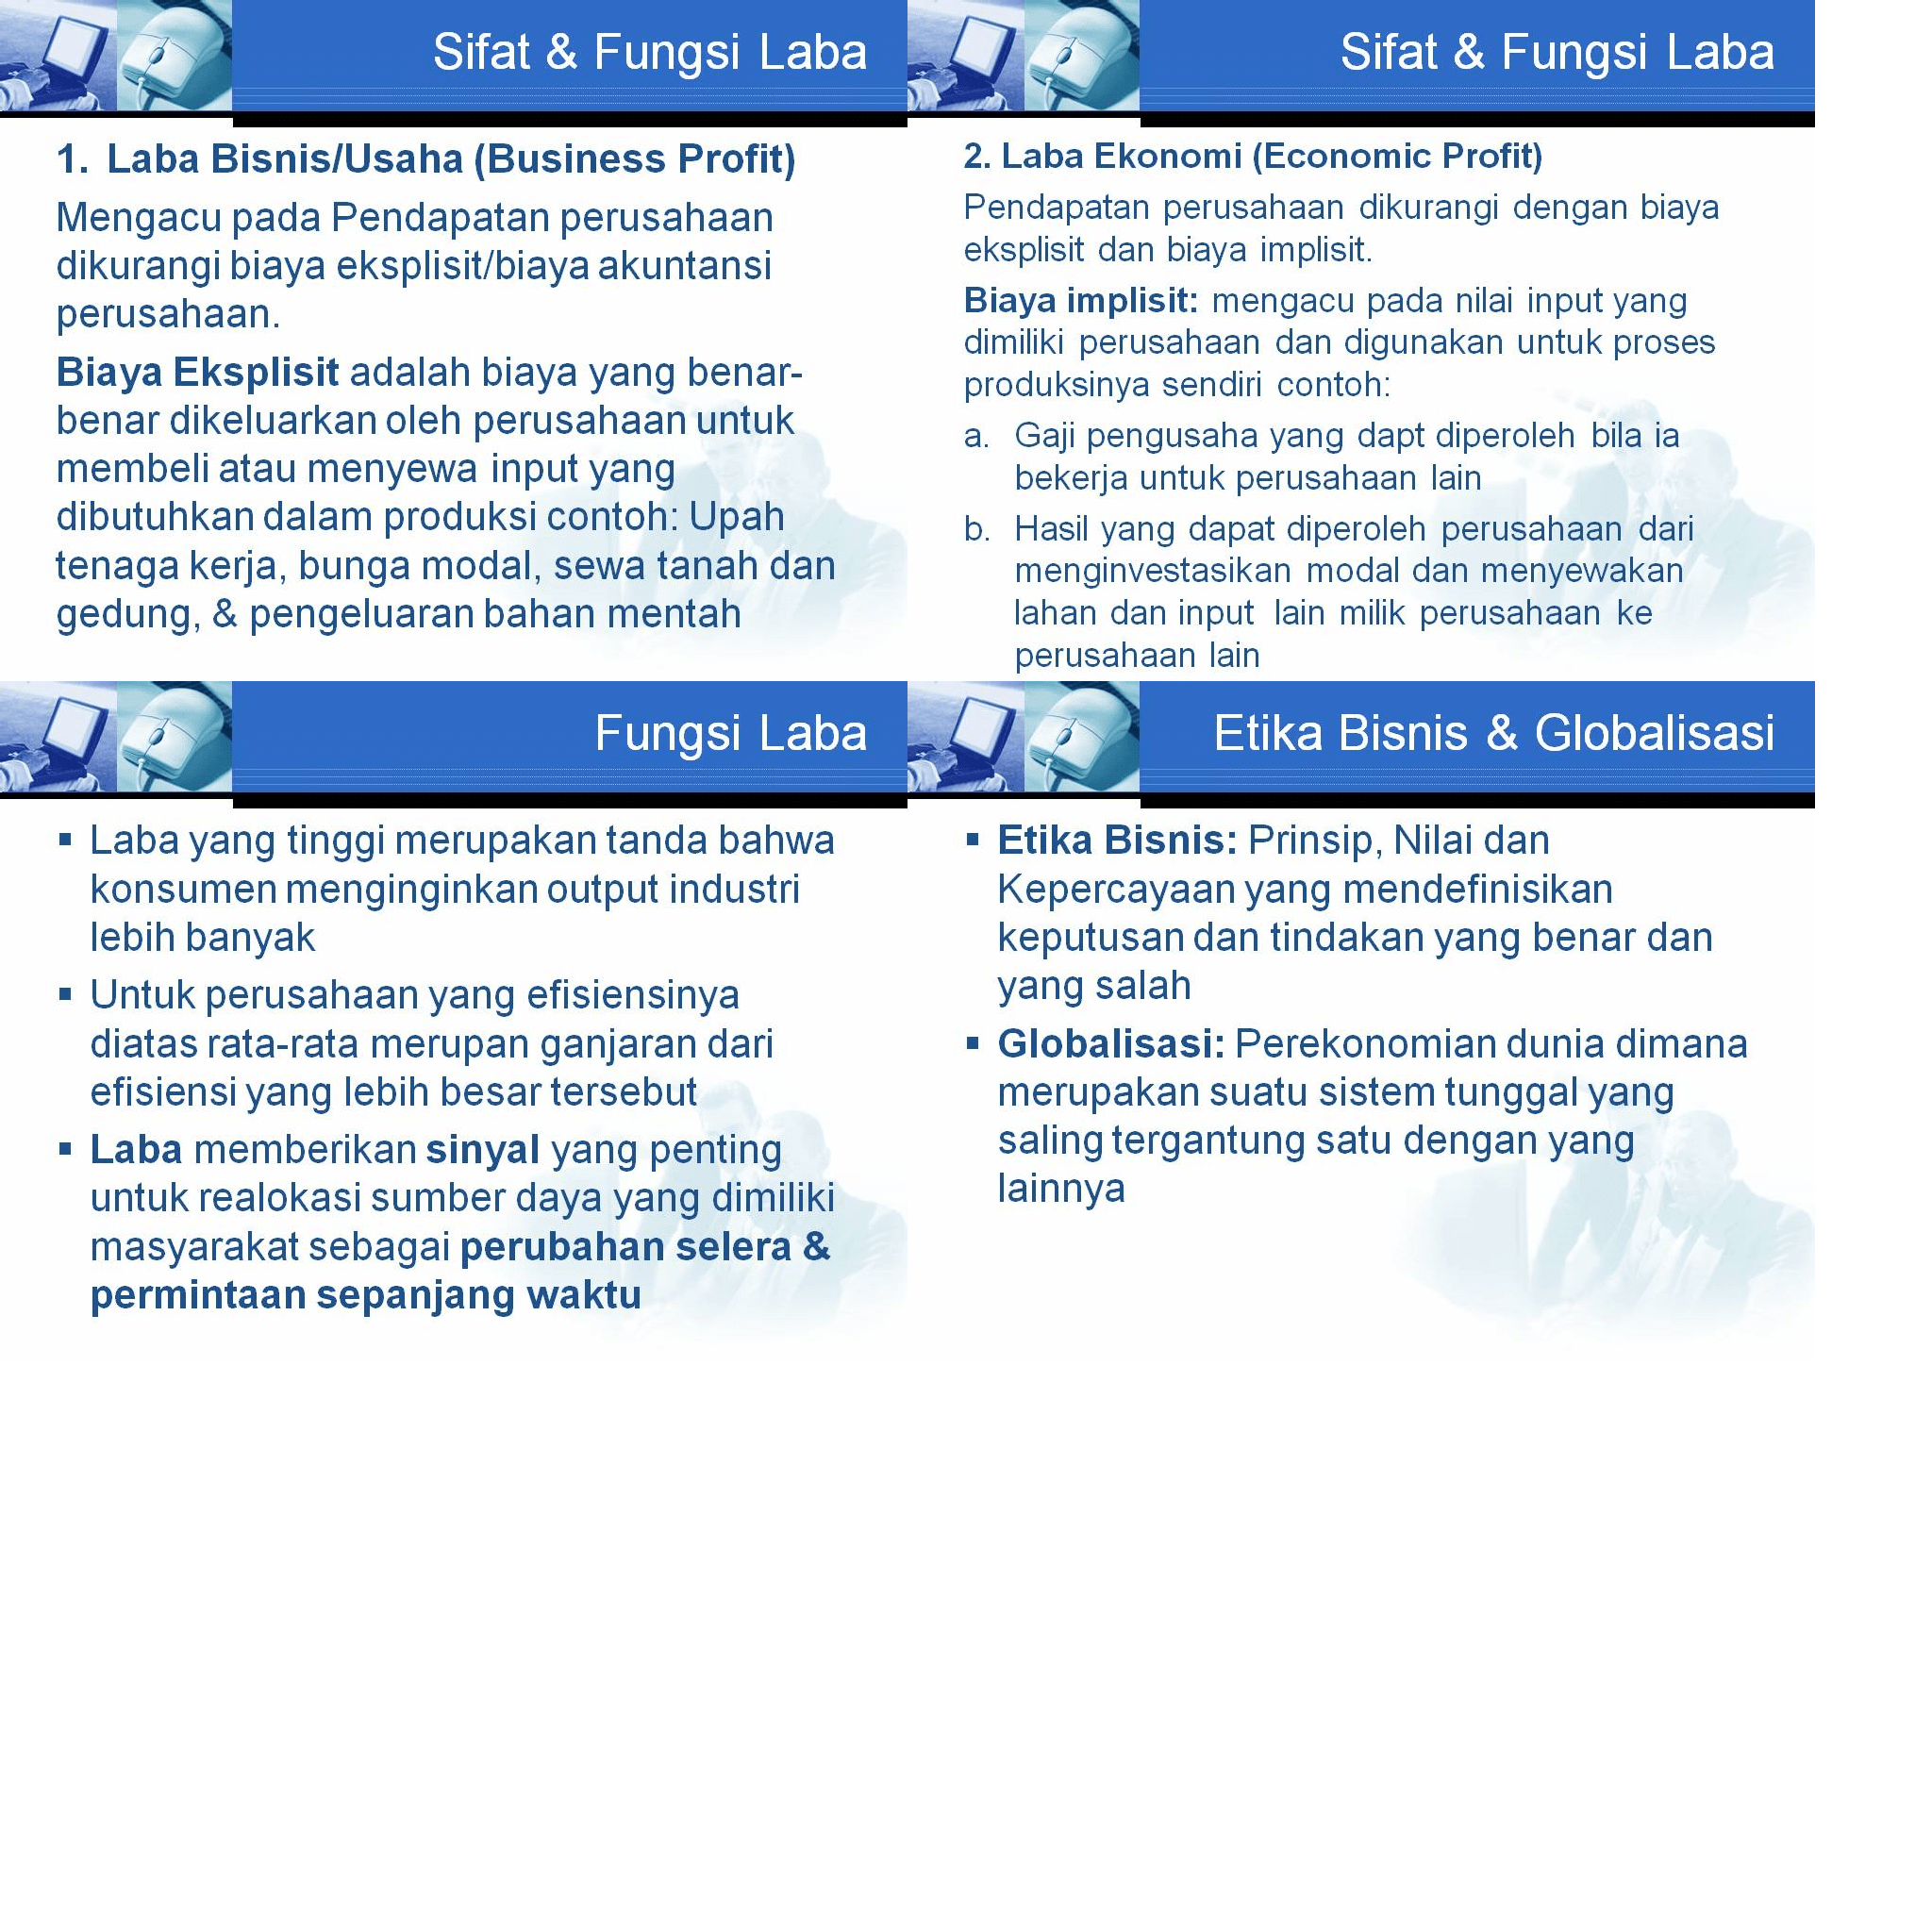 Sifat & Fungsi Laba
1. Laba Bisnis/Usaha (Business Profit)
Mengacu pada Pendapatan perusahaan
dikurangi biaya eksplisit/biaya akuntansi
perusahaan.
Biaya Eksplisit adalah biaya yang benar-
benar dikeluarkan oleh perusahaan untuk
membeli atau menyewa input yang
dibutuhkan dalam produksi contoh: Upah
tenaga kerja, bunga modal, sewa tanah dan
gedung, & pengeluaran bahan mentah
Sifat & Fungsi Laba
2. Laba Ekonomi (Economic Profit)
Pendapatan perusahaan dikurangi dengan biaya
eksplisit dan biaya implisit.
Biaya implisit: mengacu pada nilai input yang
dimiliki perusahaan dan digunakan untuk proses
produksinya sendiri contoh:
a. Gaji pengusaha yang dapt diperoleh bila ia
bekerja untuk perusahaan lain
b. Hasil yang dapat diperoleh perusahaan dari
menginvestasikan modal dan menyewakan
lahan dan input lain milik perusahaan ke
perusahaan lain
Fungsi Laba
▪ Laba yang tinggi merupakan tanda bahwa
konsumen menginginkan output industri
lebih banyak
▪ Untuk perusahaan yang efisiensinya
diatas rata-rata merupan ganjaran dari
efisiensi yang lebih besar tersebut
▪ Laba memberikan sinyal yang penting
untuk realokasi sumber daya yang dimiliki
masyarakat sebagai perubahan selera &
permintaan sepanjang waktu
Etika Bisnis & Globalisasi
▪ Etika Bisnis: Prinsip, Nilai dan
Kepercayaan yang mendefinisikan
keputusan dan tindakan yang benar dan
yang salah
▪ Globalisasi: Perekonomian dunia dimana
merupakan suatu sistem tunggal yang
saling tergantung satu dengan yang
lainnya